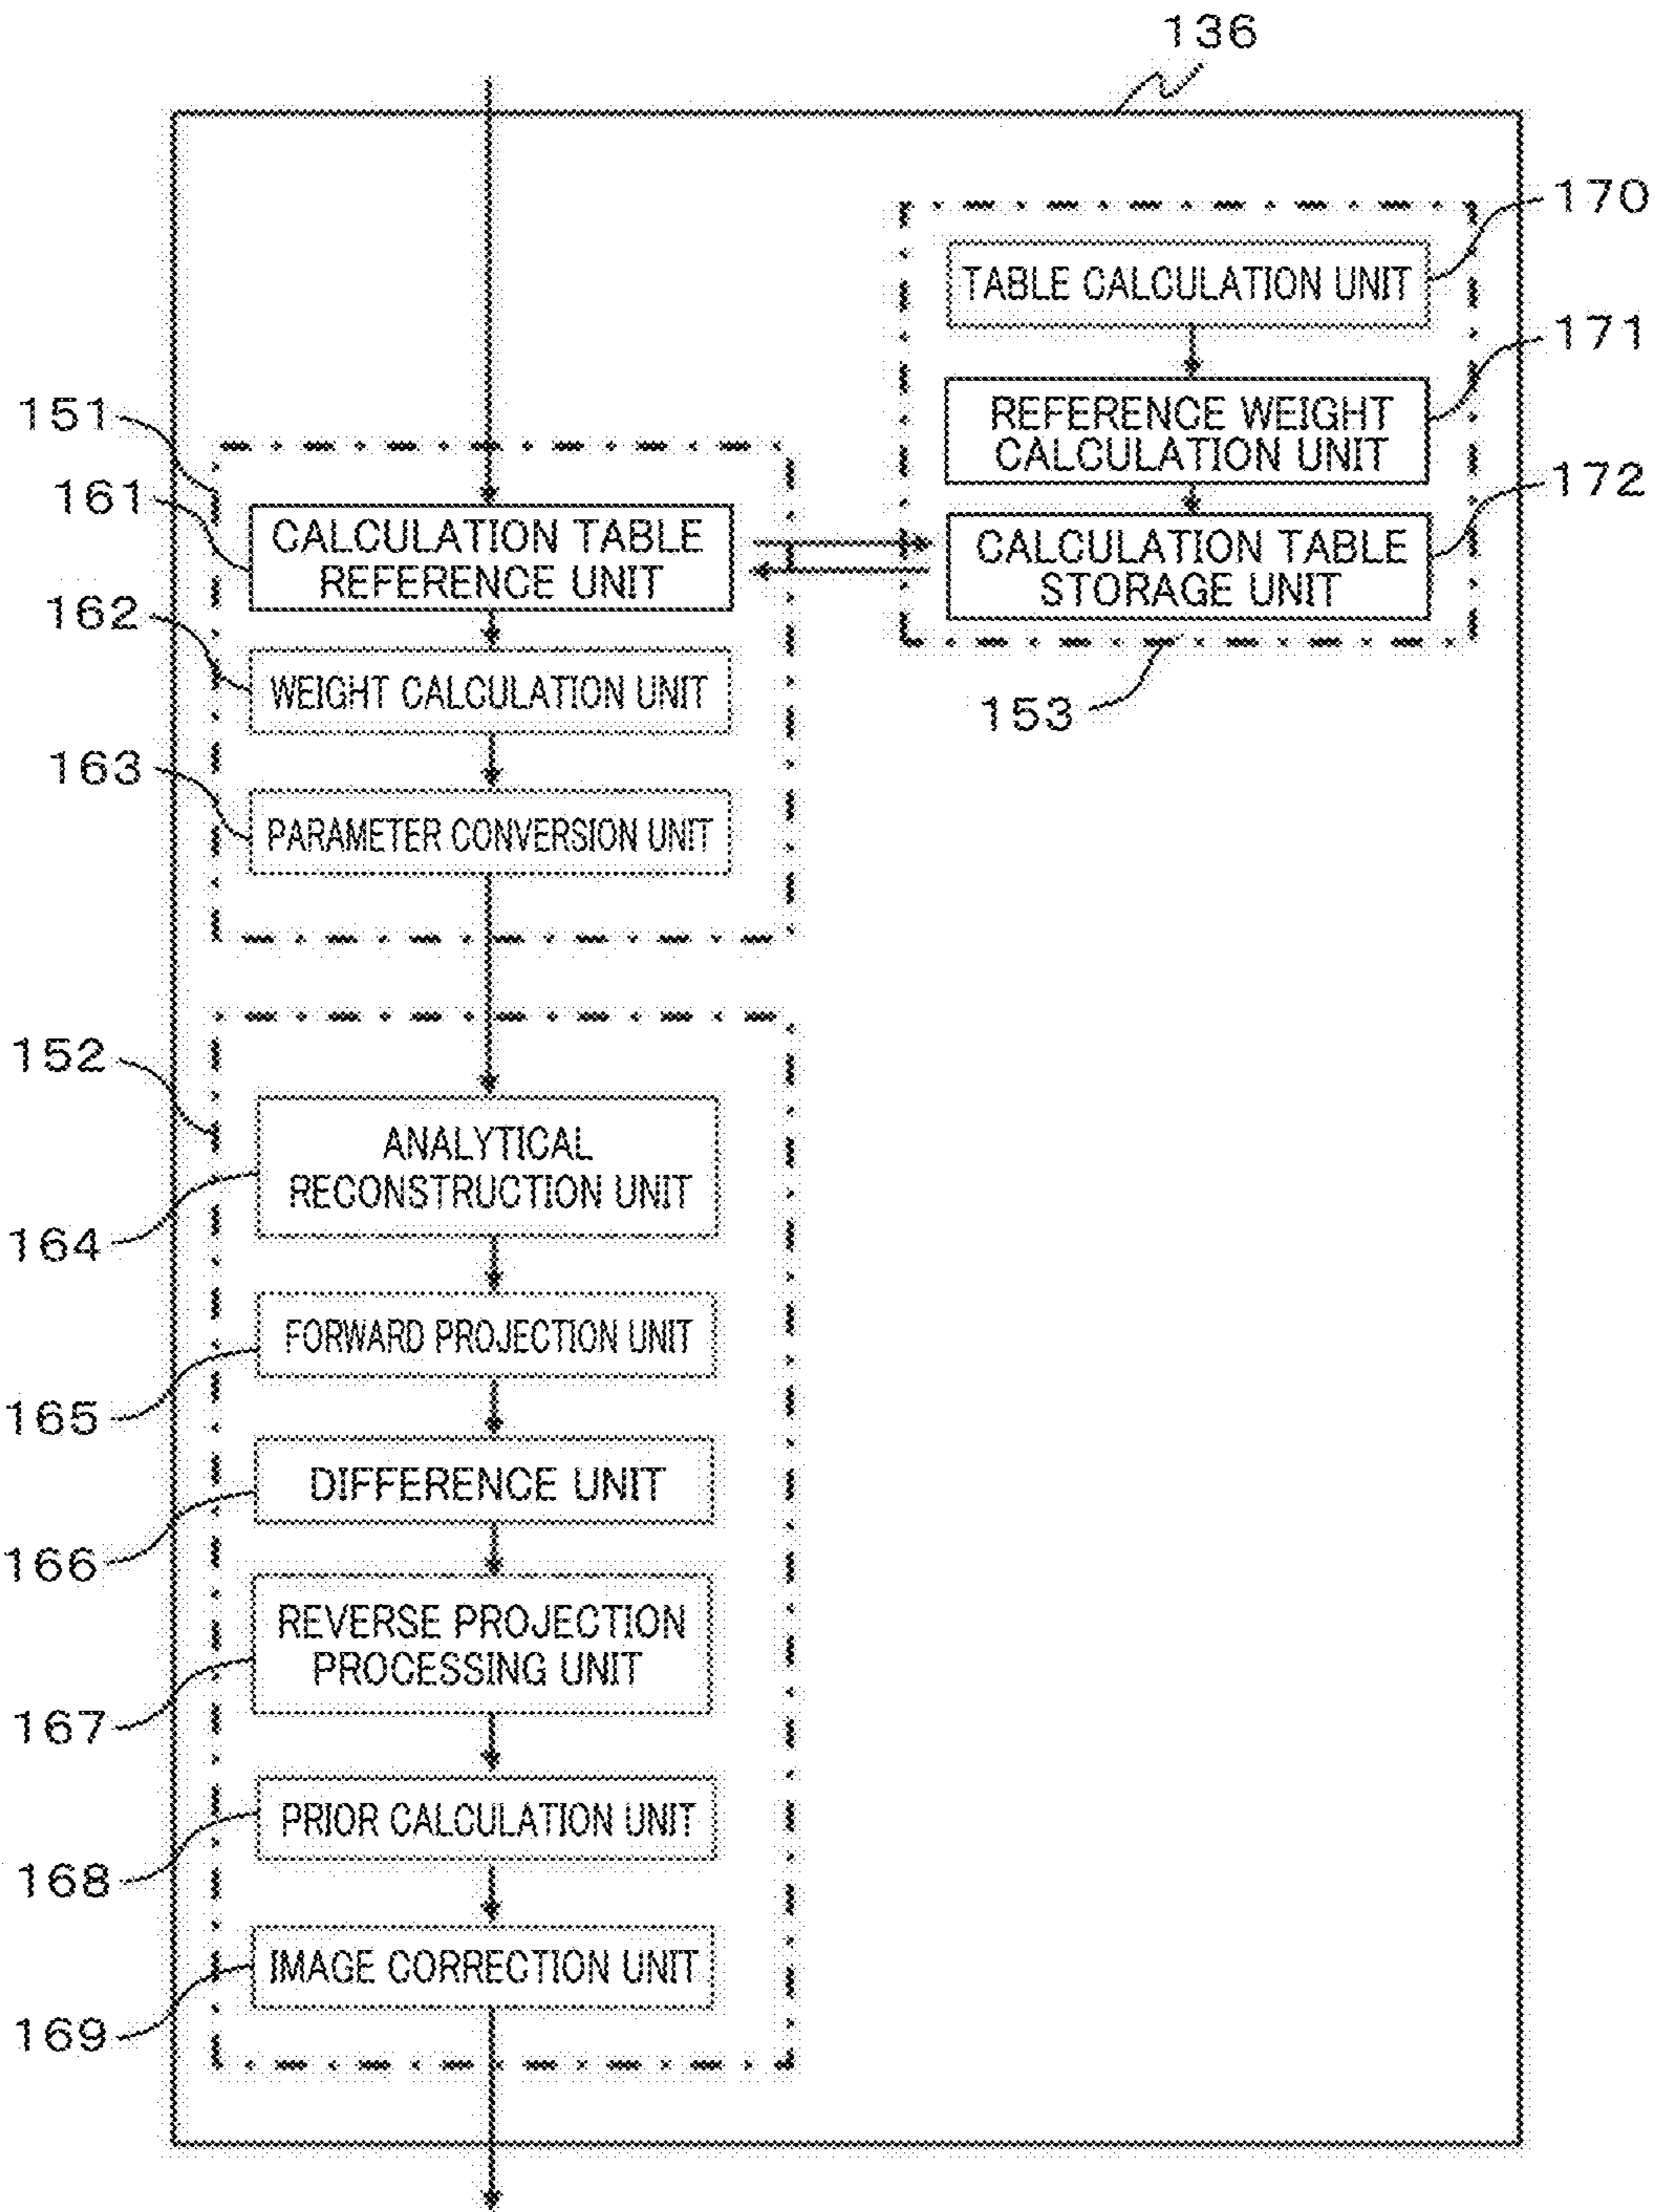 136
170
TABLE CALCULATION UNIT
171
REFERENCE WEIGHT
CALCULATION UNIT
172
CALCULATION TABLE
STORAGE UNIT
153
151
161
CALCULATION TABLE
REFERENCE UNIT
162
WEIGHT CALCULATION UNIT
163
PARAMETER CONVERSION UNIT
152
ANALYTICAL
RECONSTRUCTION UNIT
164
FORWARD PROJECTION UNIT
165
DIFFERENCE UNIT
166
REVERSE PROJECTION
PROCESSING UNIT
167
PRIOR CALCULATION UNIT
168
IMAGE CORRECTION UNIT
169